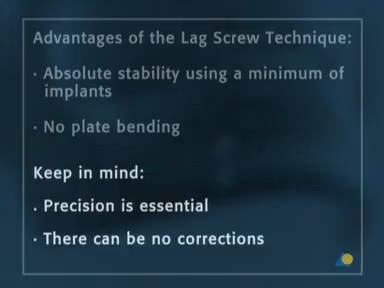 Advantages of the Lag Screw Technique:
· Absolute stability using a minimum of
implants
· No plate bending
Keep in mind:
· Precision is essential
· There can be no corrections